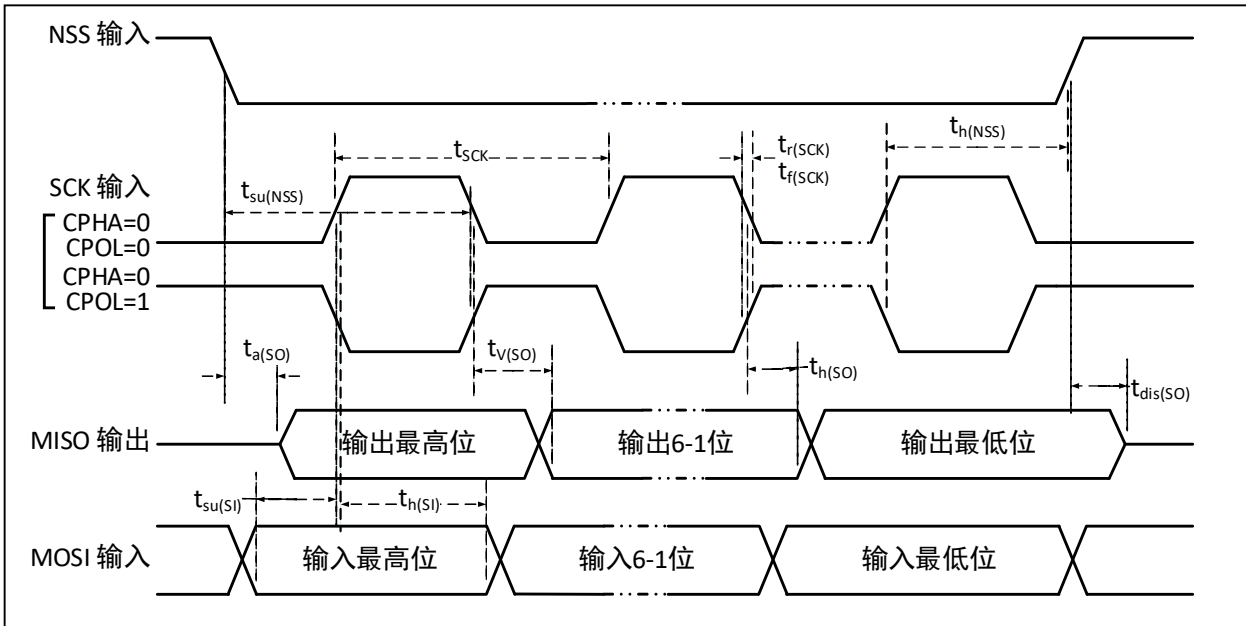 NSS 输入
t_h(NSS)
t_SCK
t_r(SCK)
t_f(SCK)
SCK 输入
t_su(NSS)
CPHA=0
CPOL=0
CPHA=0
CPOL=1
t_a(SO)
t_V(SO)
t_h(SO)
t_dis(SO)
MISO 输出
输出最高位
输出6-1位
输出最低位
t_su(SI)
t_h(SI)
MOSI 输入
输入最高位
输入6-1位
输入最低位